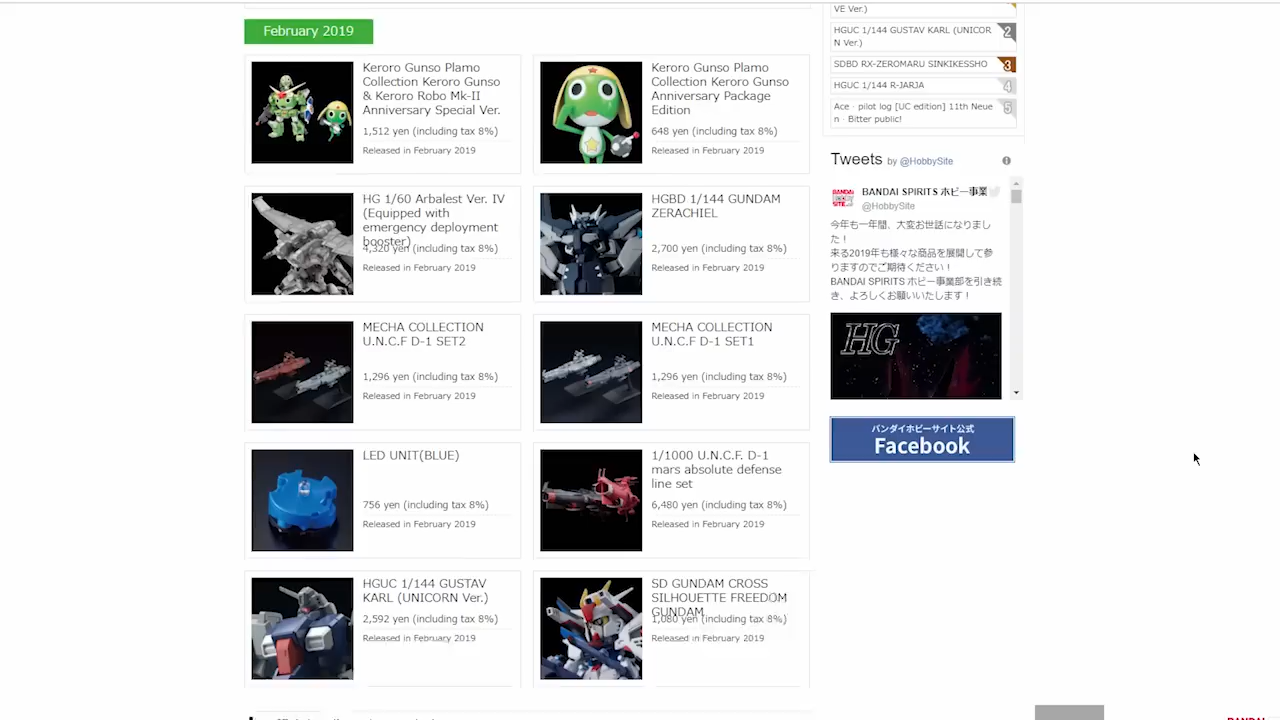 February 2019
Keroro Gunso Plamo
Collection Keroro Gunso
& Keroro Robo Mk-II
Anniversary Special Ver.
1,512 yen (including tax 8%)
Released in February 2019
Keroro Gunso Plamo
Collection Keroro Gunso
Anniversary Package
Edition
648 yen (including tax 8%)
Released in February 2019
HG 1/60 Arbalest Ver. IV
(Equipped with
emergency deployment
booster)
4,320 yen (including tax 8%)
Released in February 2019
HGBD 1/144 GUNDAM
ZERACHIEL
2,700 yen (including tax 8%)
Released in February 2019
MECHA COLLECTION
U.N.C.F D-1 SET2
1,296 yen (including tax 8%)
Released in February 2019
MECHA COLLECTION
U.N.C.F D-1 SET1
1,296 yen (including tax 8%)
Released in February 2019
LED UNIT(BLUE)
756 yen (including tax 8%)
Released in February 2019
1/1000 U.N.C.F. D-1
mars absolute defense
line set
6,480 yen (including tax 8%)
Released in February 2019
HGUC 1/144 GUSTAV
KARL (UNICORN Ver.)
2,592 yen (including tax 8%)
Released in February 2019
SD GUNDAM CROSS
SILHOUETTE FREEDOM
GUNDAM
1,080 yen (including tax 8%)
Released in February 2019
VE Ver.)
HGUC 1/144 GUSTAV KARL (UNICOR
N Ver.)
2
SDBD RX-ZEROMARU SINKIKESSHO
3
HGUC 1/144 R-JARJA
4
Ace · pilot log [UC edition] 11th Neue
n · Bitter public!
5
Tweets by @HobbySite
BANDAI SPIRITS ホビー事業
@HobbySite
今年も一年間、大変お世話になりまし
た！
来る2019年も様々な商品を展開して参
りますのでご期待ください！
BANDAI SPIRITS ホビー事業部を引き続
き、よろしくお願いいたします！
HG
バンダイホビーサイト公式
Facebook